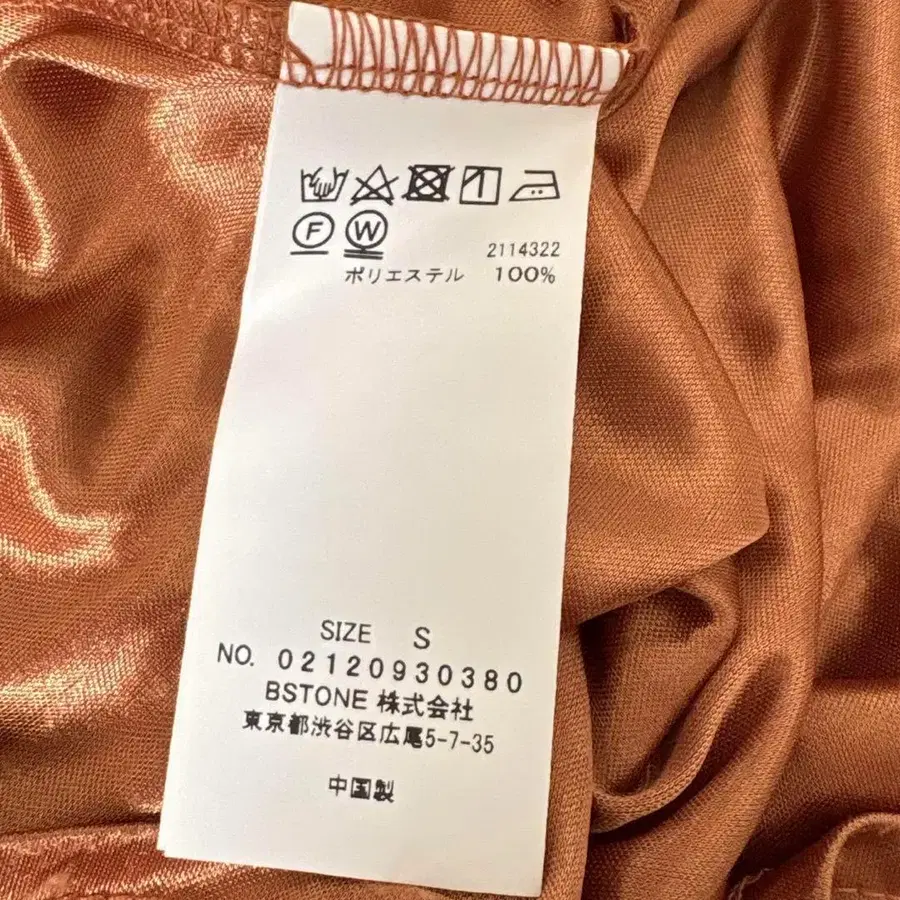 F W 2114322
ポリエステル 100%
SIZE S
NO. 02120930380
BSTONE 株式会社
東京都渋谷区広尾5-7-35
中国製